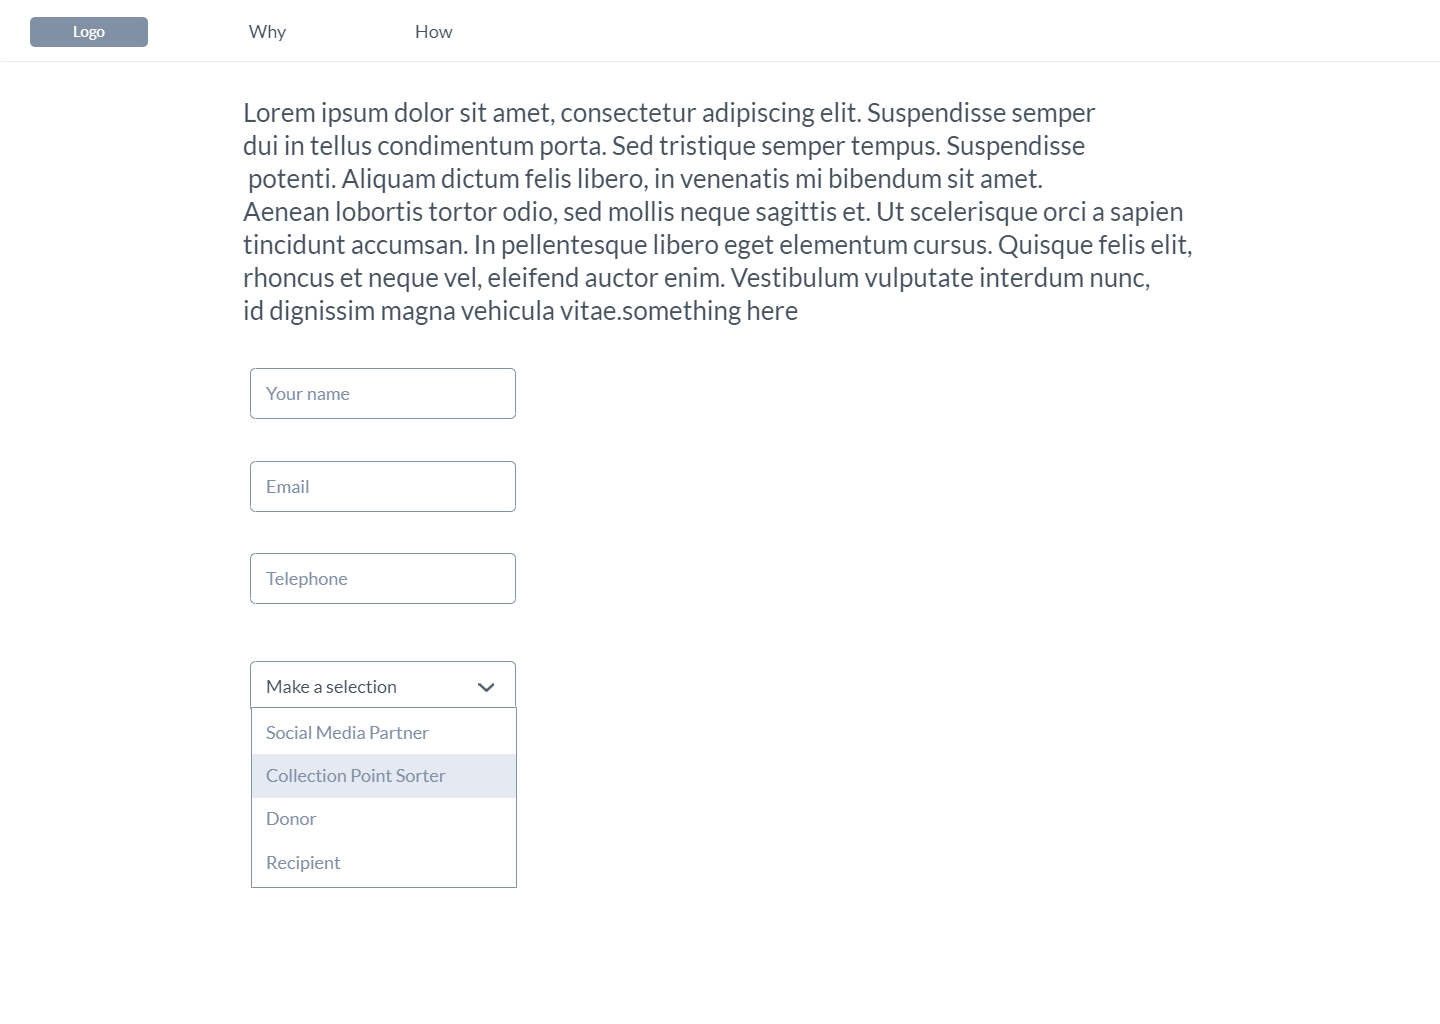 Logo
Why
How
Lorem ipsum dolor sit amet, consectetur adipiscing elit. Suspendisse semper
dui in tellus condimentum porta. Sed tristique semper tempus. Suspendisse
potenti. Aliquam dictum felis libero, in venenatis mi bibendum sit amet.
Aenean lobortis tortor odio, sed mollis neque sagittis et. Ut scelerisque orci a sapien
tincidunt accumsan. In pellentesque libero eget elementum cursus. Quisque felis elit,
rhoncus et neque vel, eleifend auctor enim. Vestibulum vulputate interdum nunc,
id dignissim magna vehicula vitae.something here
Your name
Email
Telephone
Make a selection
Social Media Partner
Collection Point Sorter
Donor
Recipient